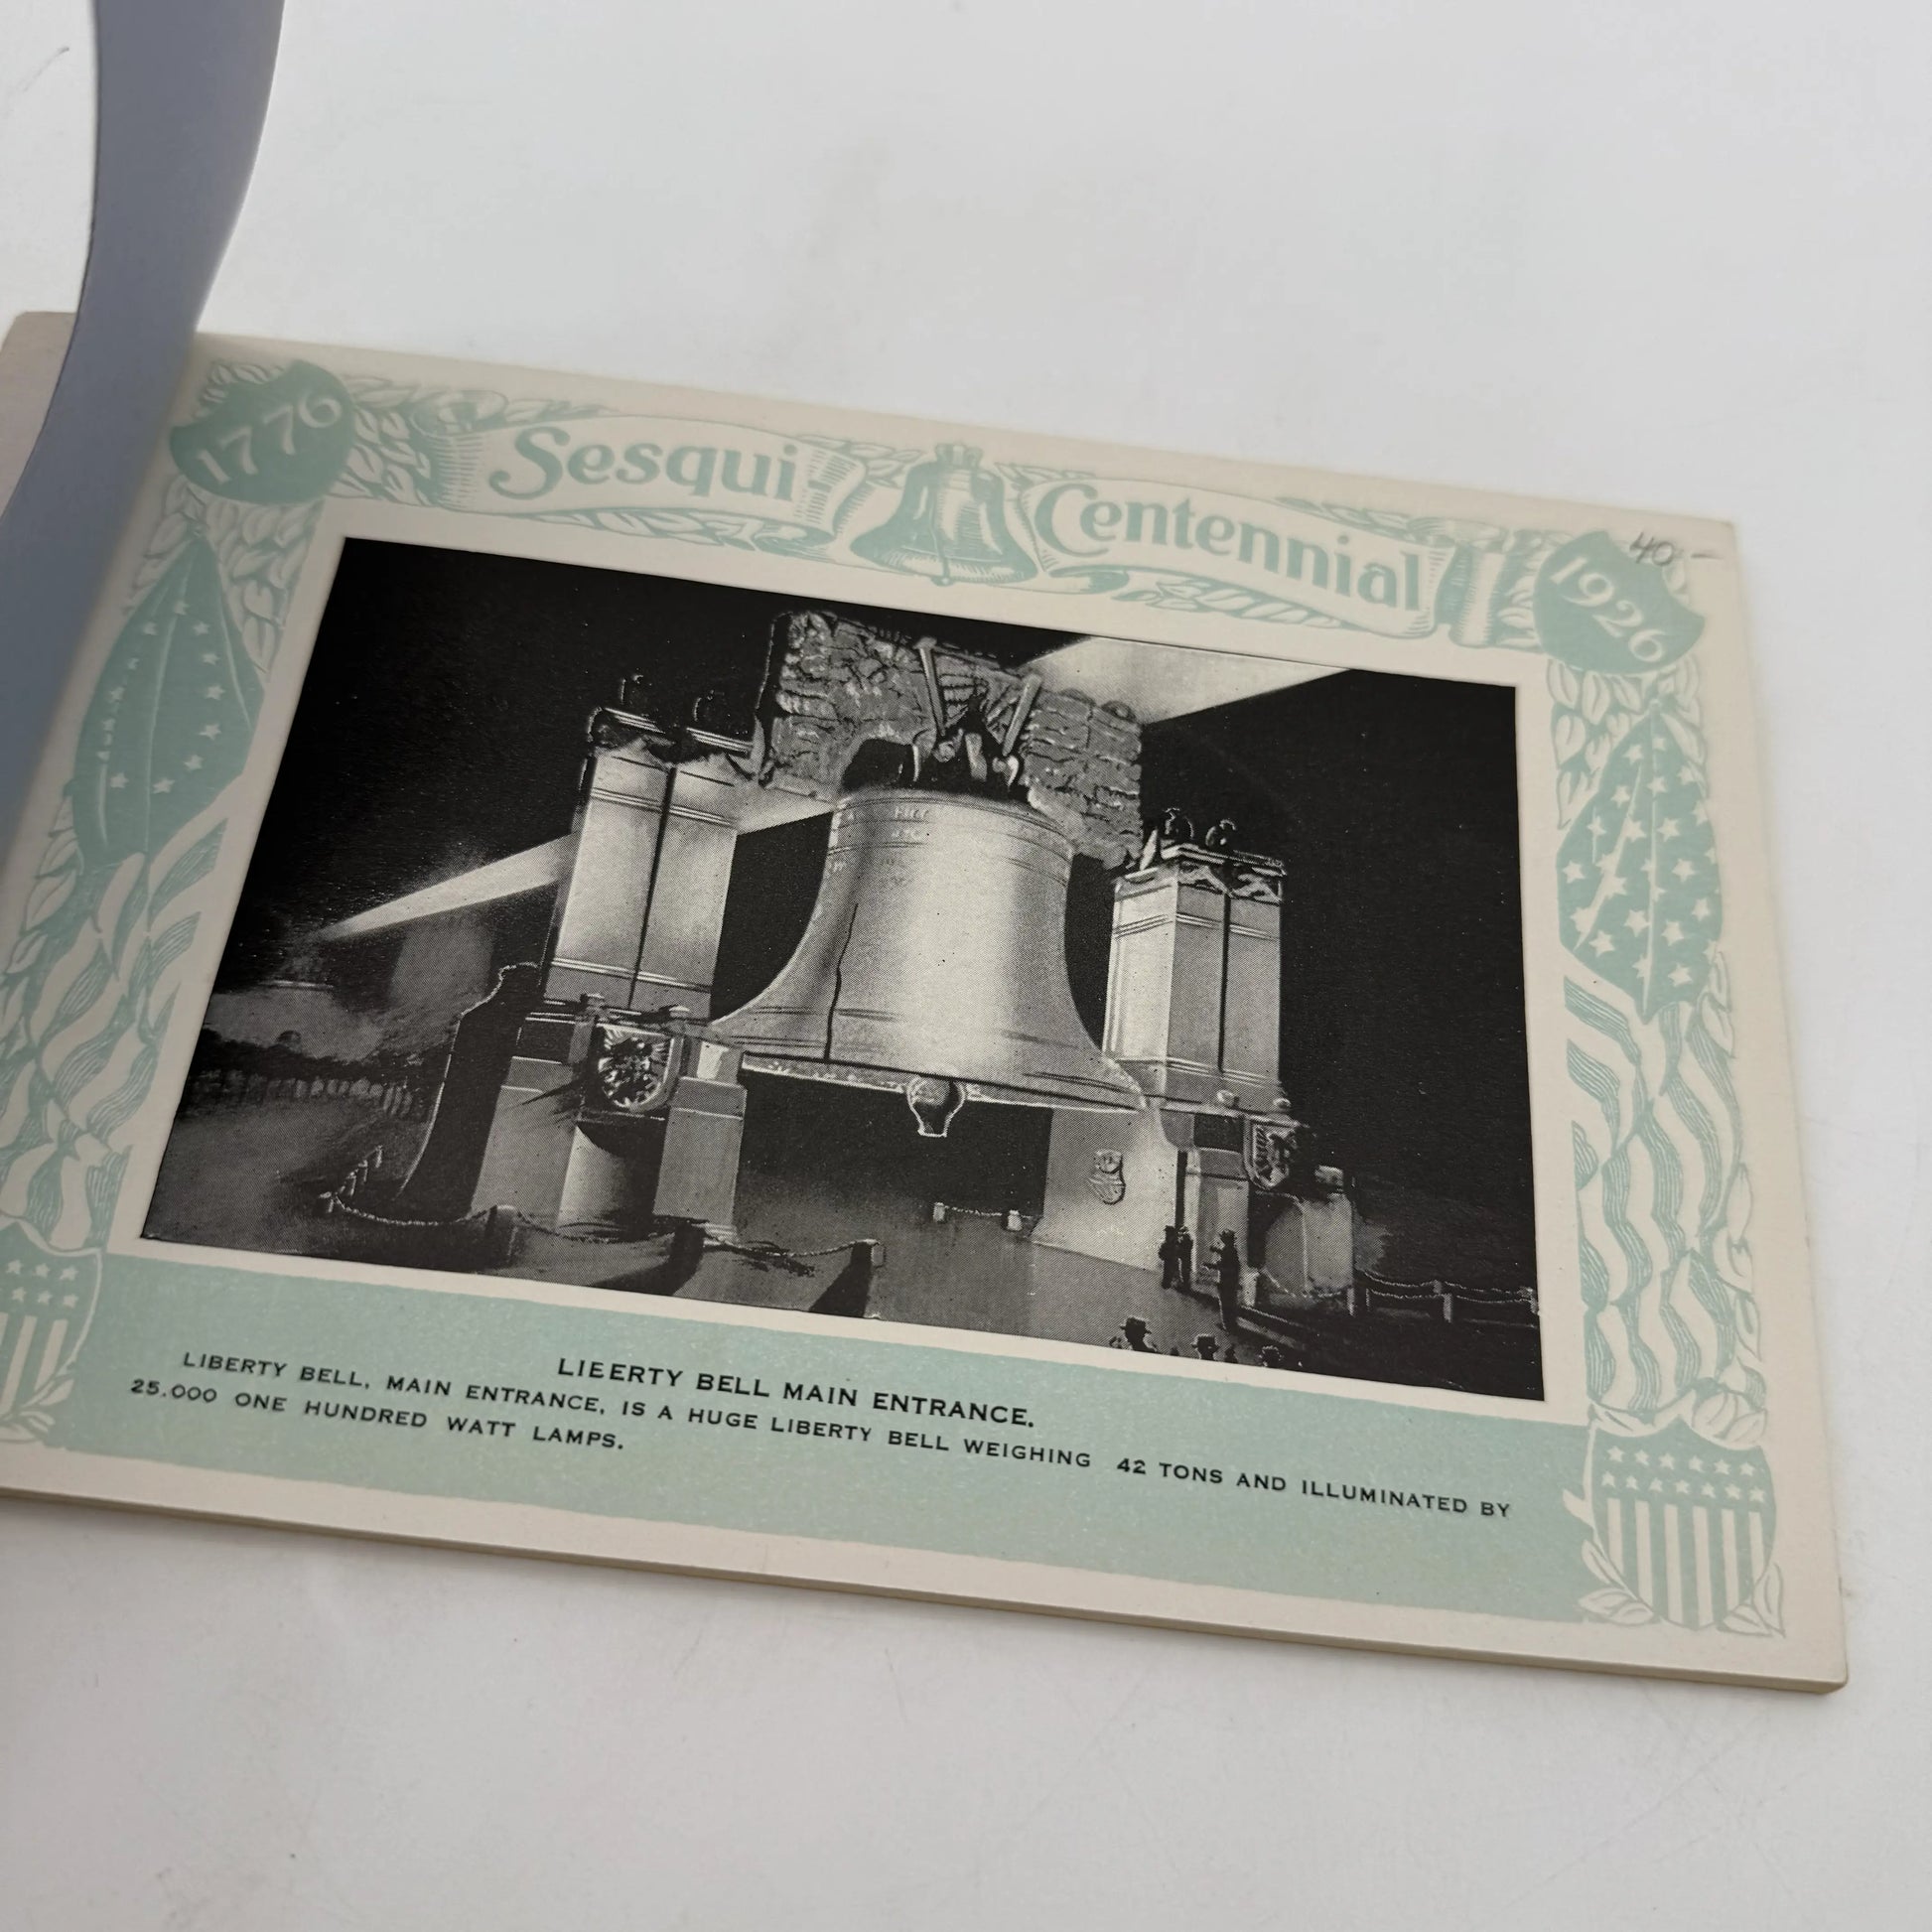 1776
Sesqui-Centennial
1926
40-
LIEERTY BELL MAIN ENTRANCE.
LIBERTY BELL, MAIN ENTRANCE, IS A HUGE LIBERTY BELL WEIGHING 42 TONS AND ILLUMINATED BY
25.000 ONE HUNDRED WATT LAMPS.